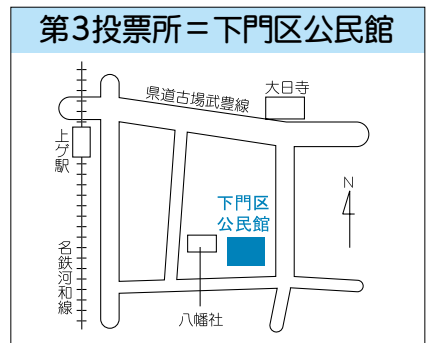 第3投票所＝下門区公民館
大日寺
県道古場武豊線
上ゲ駅
N
下門区
公民館
名鉄河和線
八幡社